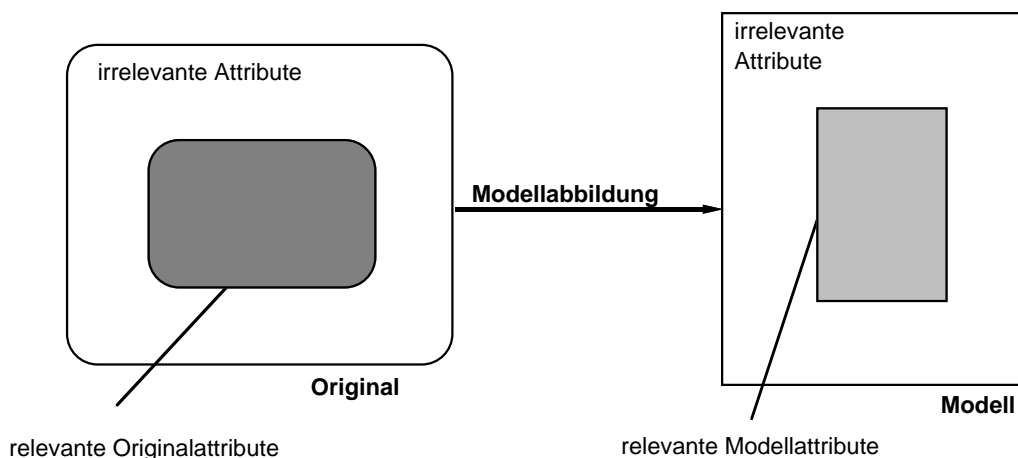 irrelevante Attribute
Original
relevante Originalattribute
Modellabbildung
irrelevante
Attribute
Modell
relevante Modellattribute